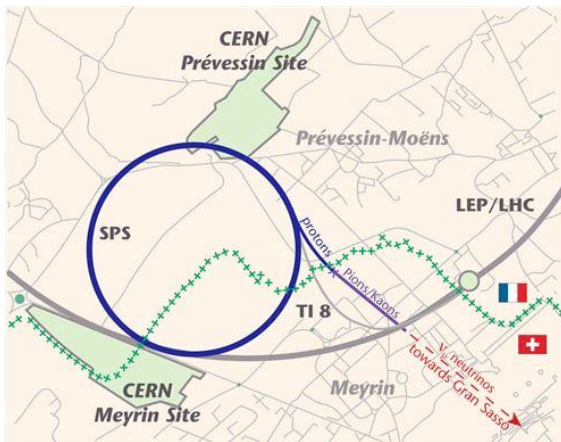 CERN
Prévessin Site
Prévessin-Moëns
SPS
LEP/LHC
protons
Pions/Kaons
TI 8
νμ neutrinos
towards Gran Sasso
Meyrin
CERN
Meyrin Site